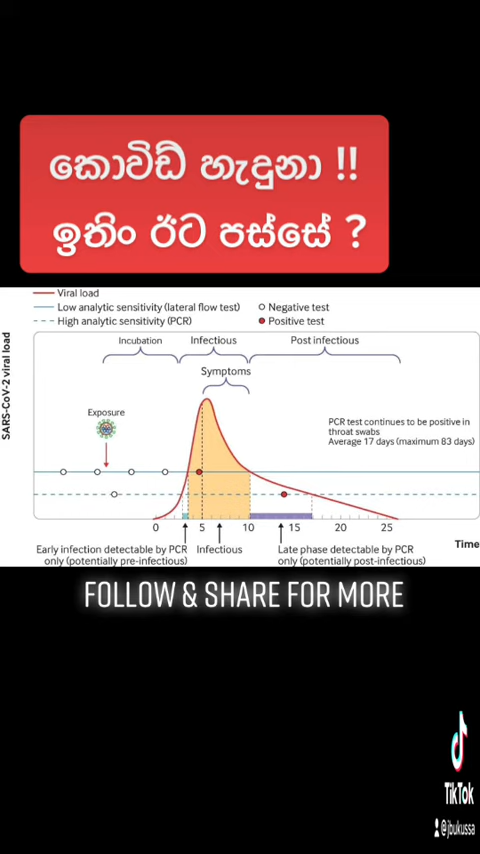 කොවිඩ් හැදුනා !!
ඉතිං ඊට පස්සේ ?
Viral load
Low analytic sensitivity (lateral flow test)
Negative test
High analytic sensitivity (PCR)
Positive test
SARS-CoV-2 viral load
Incubation
Infectious
Post infectious
Symptoms
Exposure
PCR test continues to be positive in
throat swabs
Average 17 days (maximum 83 days)
0 5 10 15 20 25
Time
Early infection detectable by PCR
only (potentially pre-infectious)
Infectious
Late phase detectable by PCR
only (potentially post-infectious)
FOLLOW & SHARE FOR MORE
TikTok
@jbukussa